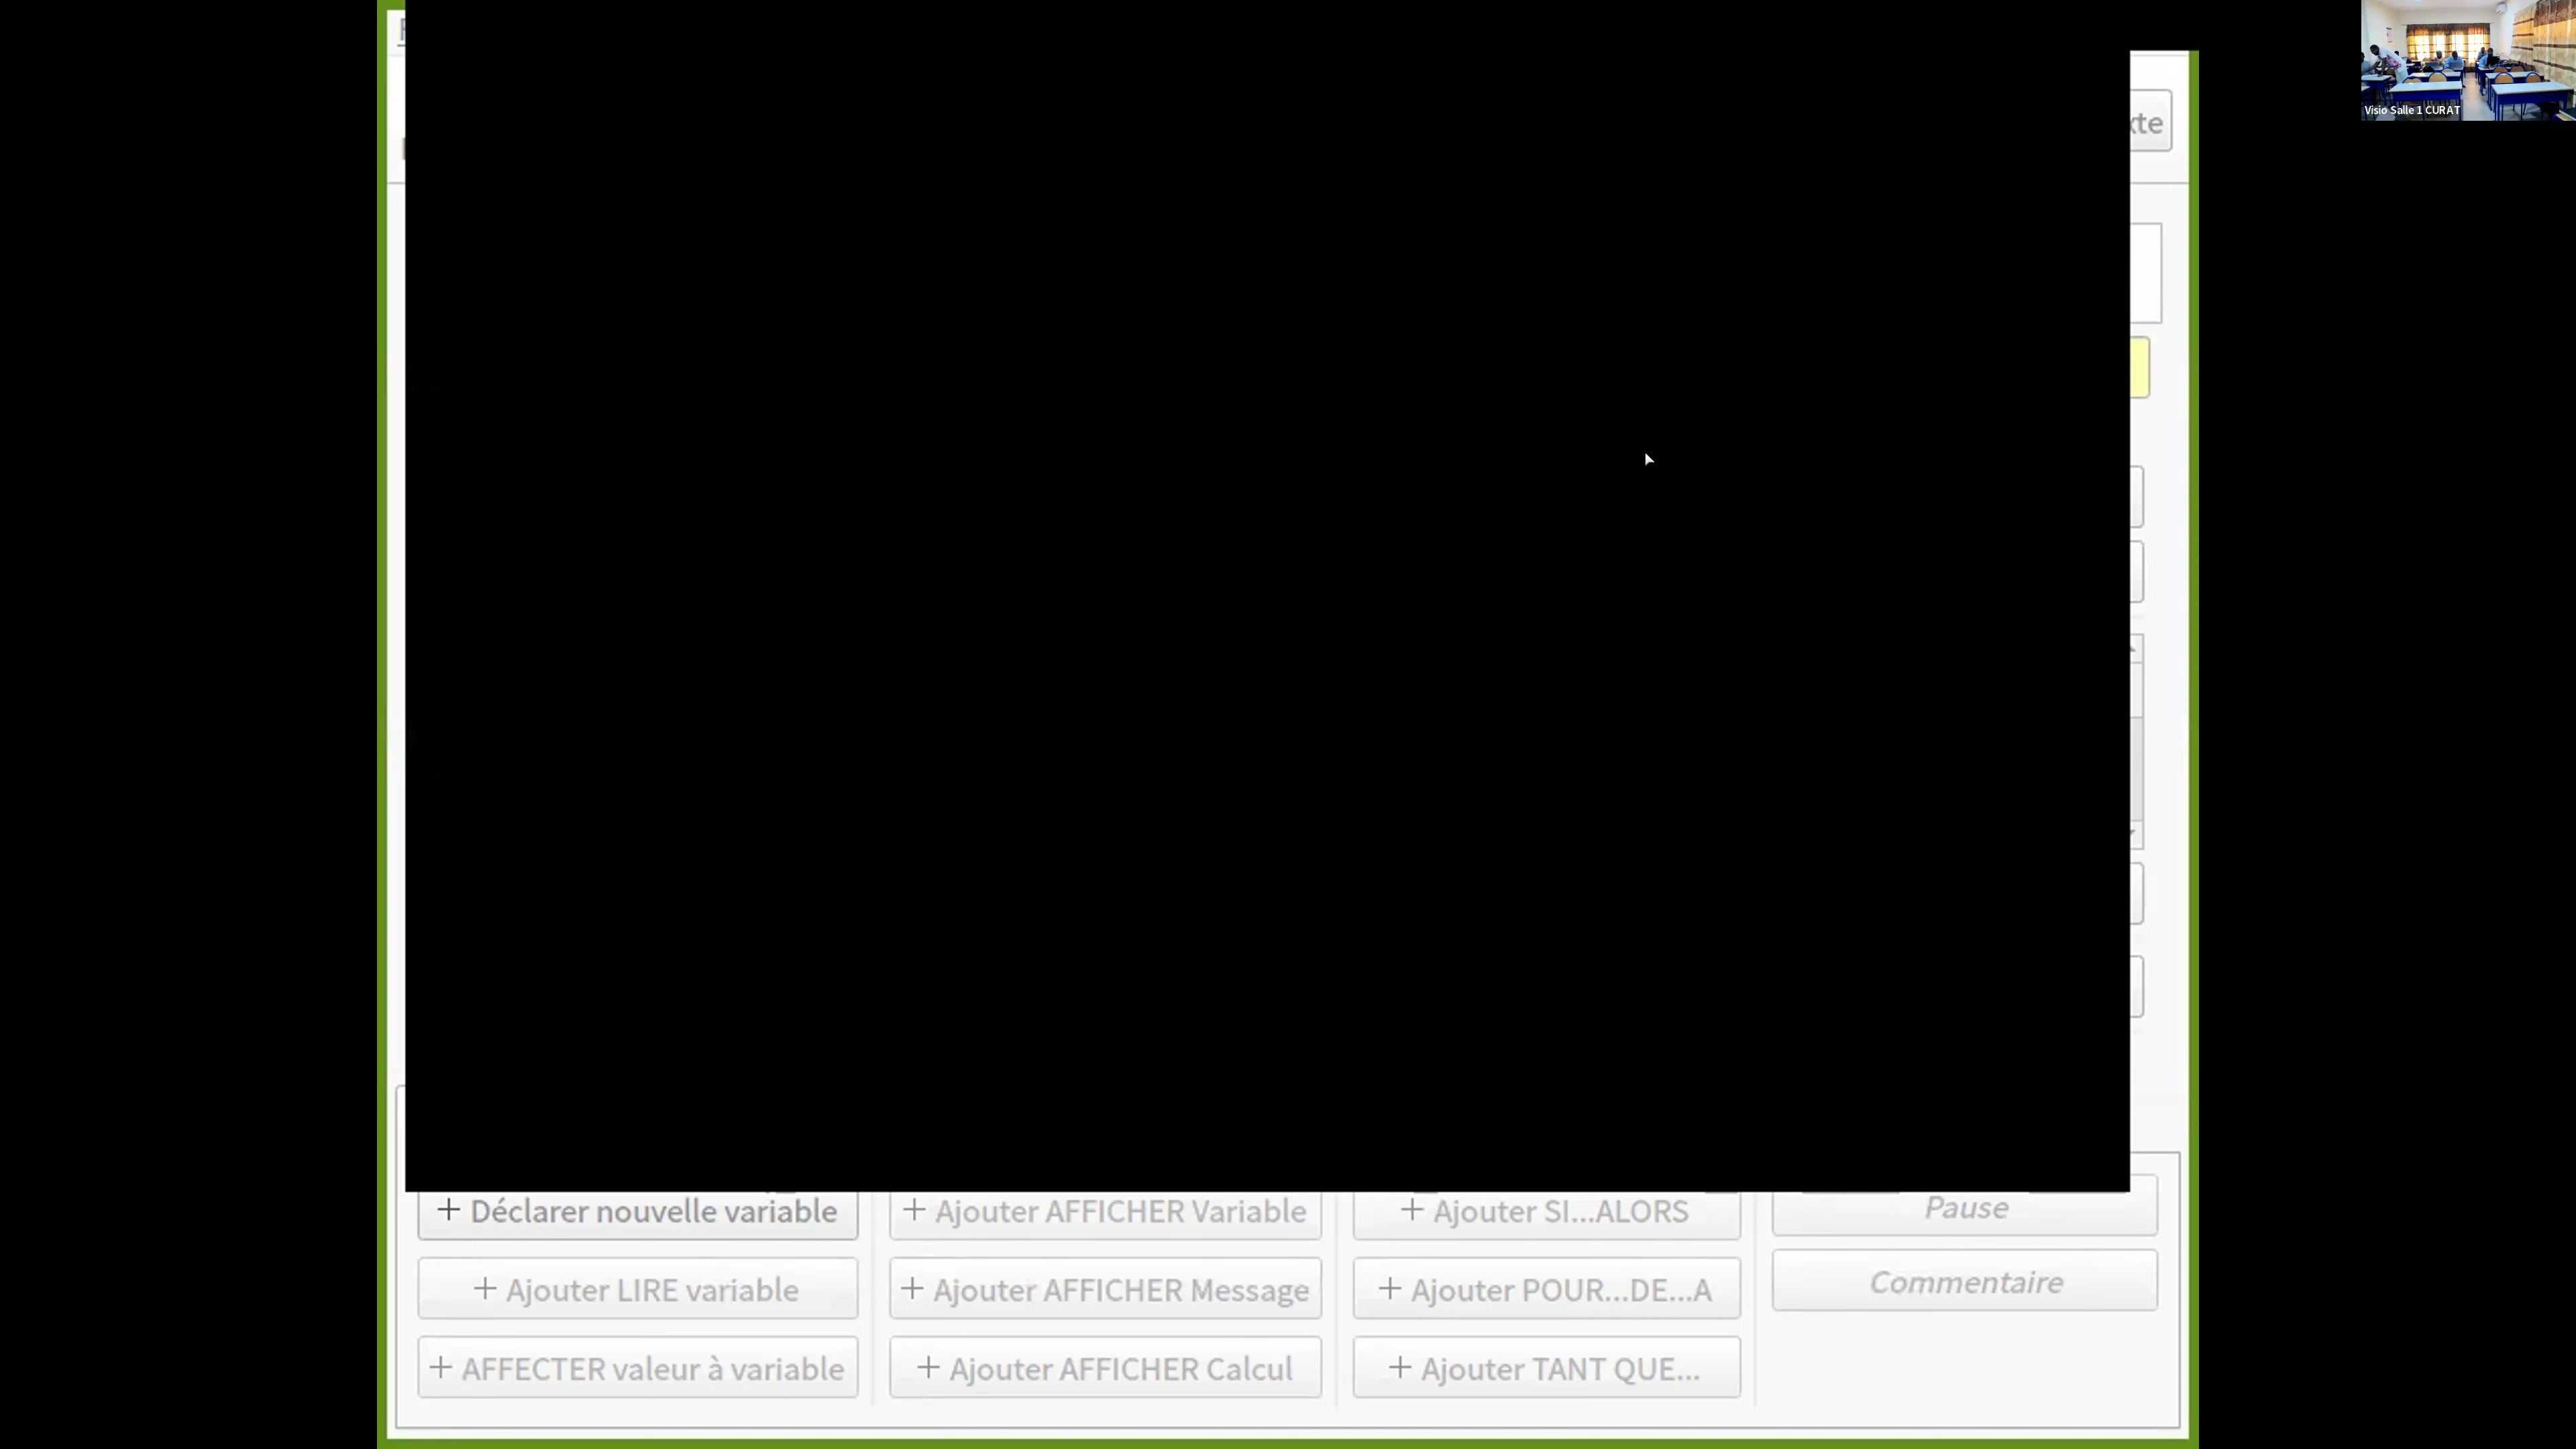 Visio Salle 1 CURAT
xte
+ Déclarer nouvelle variable
+ Ajouter AFFICHER Variable
+ Ajouter SI...ALORS
Pause
+ Ajouter LIRE variable
+ Ajouter AFFICHER Message
+ Ajouter POUR...DE...A
Commentaire
+ AFFECTER valeur à variable
+ Ajouter AFFICHER Calcul
+ Ajouter TANT QUE...